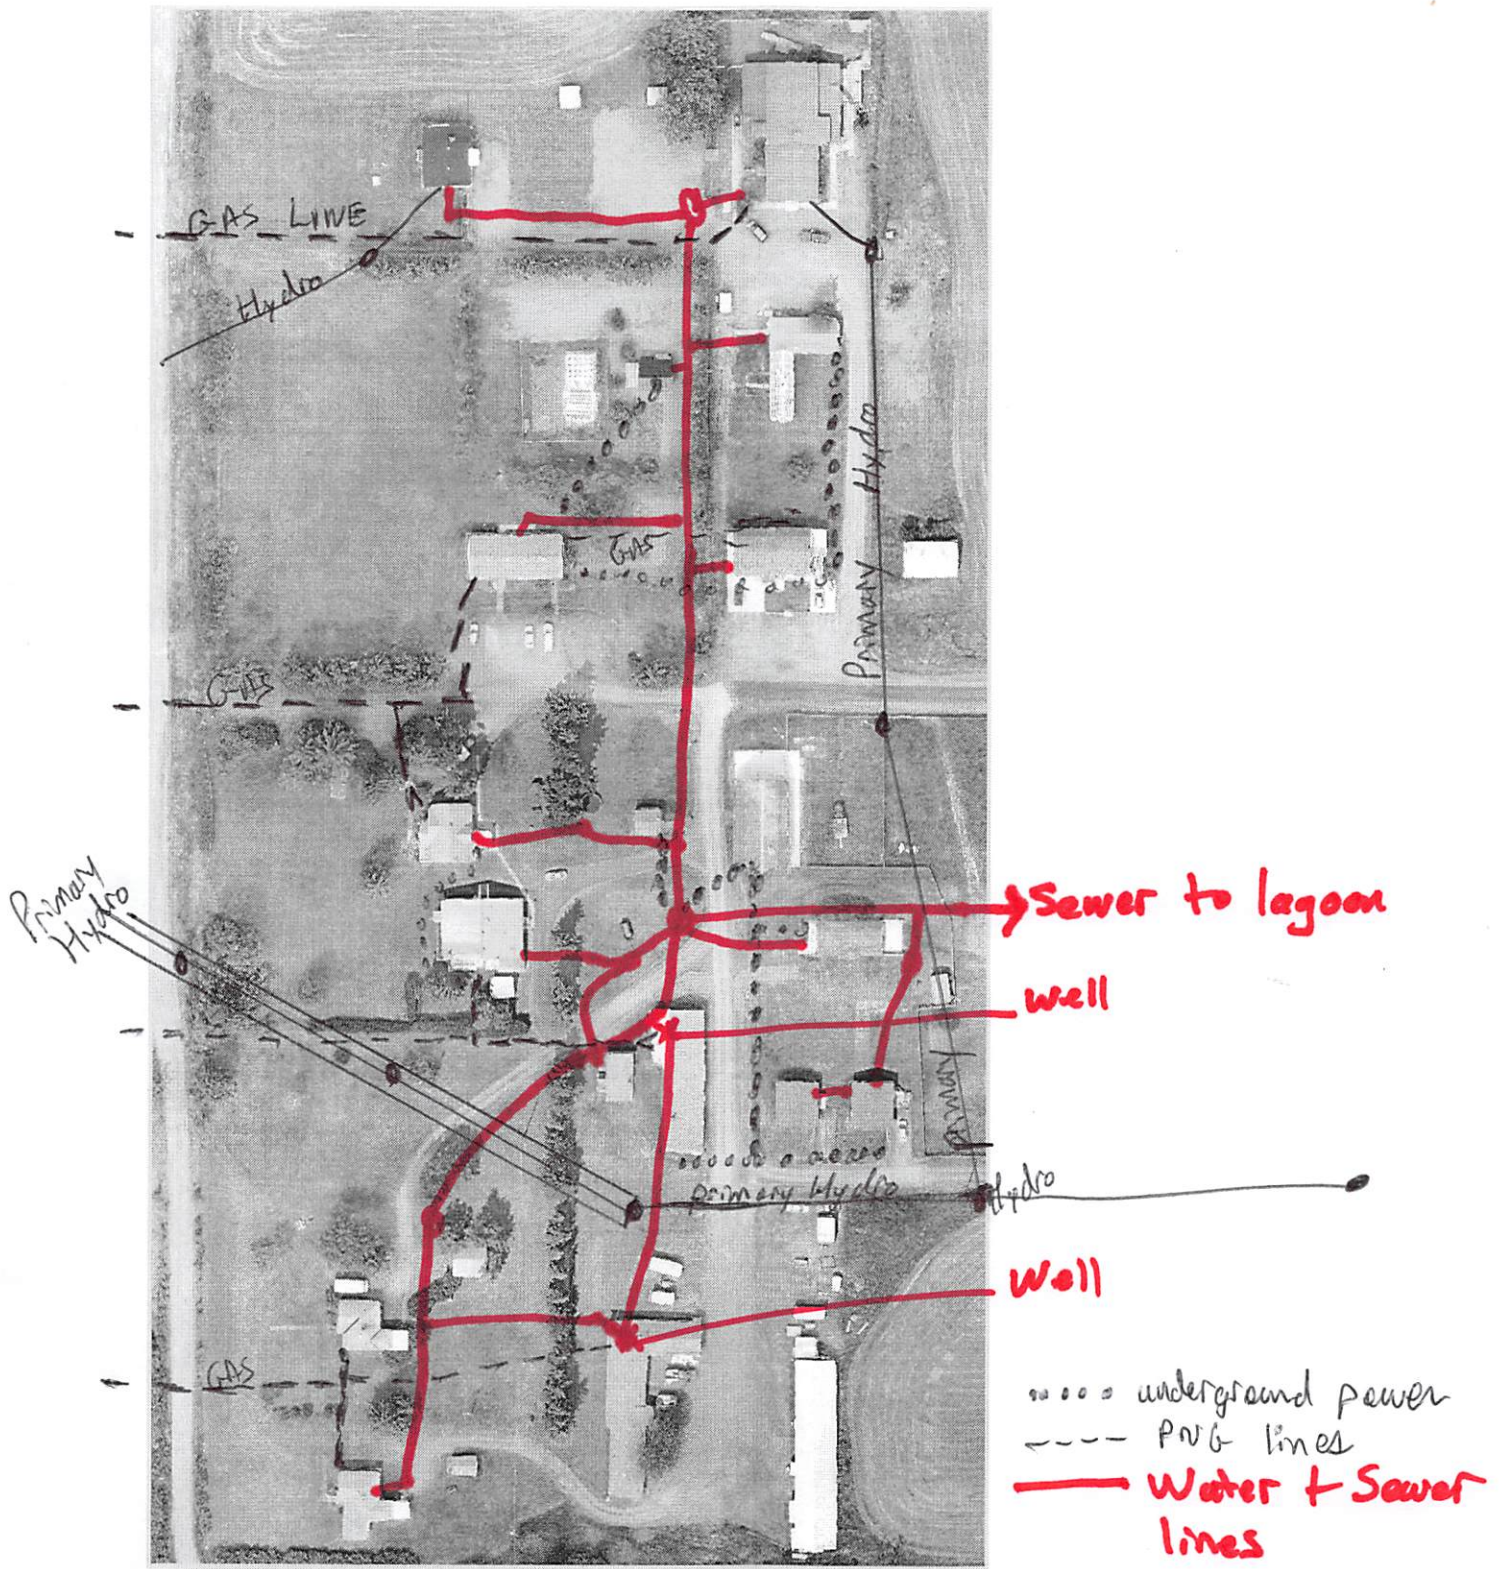 GAS LINE
Hydro
Primary Hydro
GAS
GAS
Primary
Hydro
Sewer to lagoon
Well
Primary
Primary Hydro
Hydro
Well
GAS
•••• underground power
---- PNG lines
Water + Sewer
lines